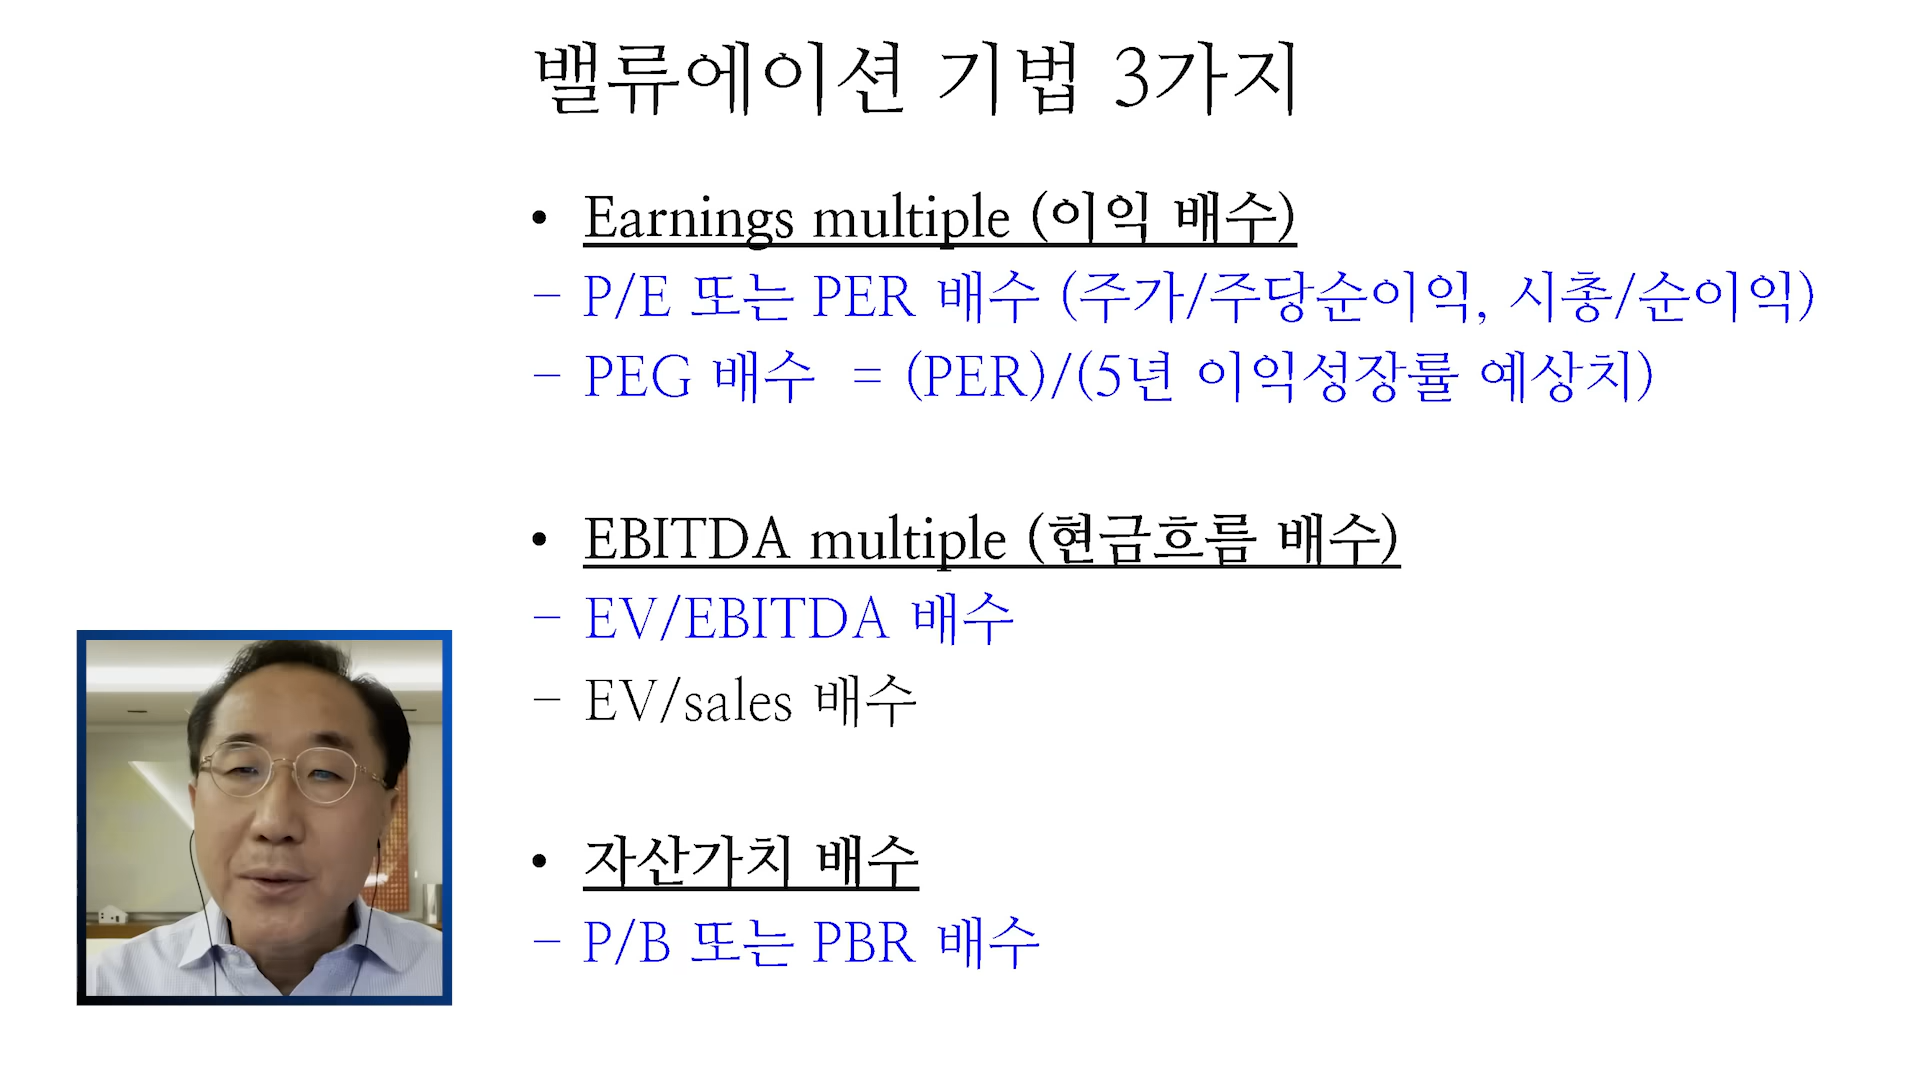 밸류에이션 기법 3가지
• Earnings multiple (이익 배수)
– P/E 또는 PER 배수 (주가/주당순이익, 시총/순이익)
– PEG 배수 = (PER)/(5년 이익성장률 예상치)
• EBITDA multiple (현금흐름 배수)
– EV/EBITDA 배수
– EV/sales 배수
• 자산가치 배수
– P/B 또는 PBR 배수